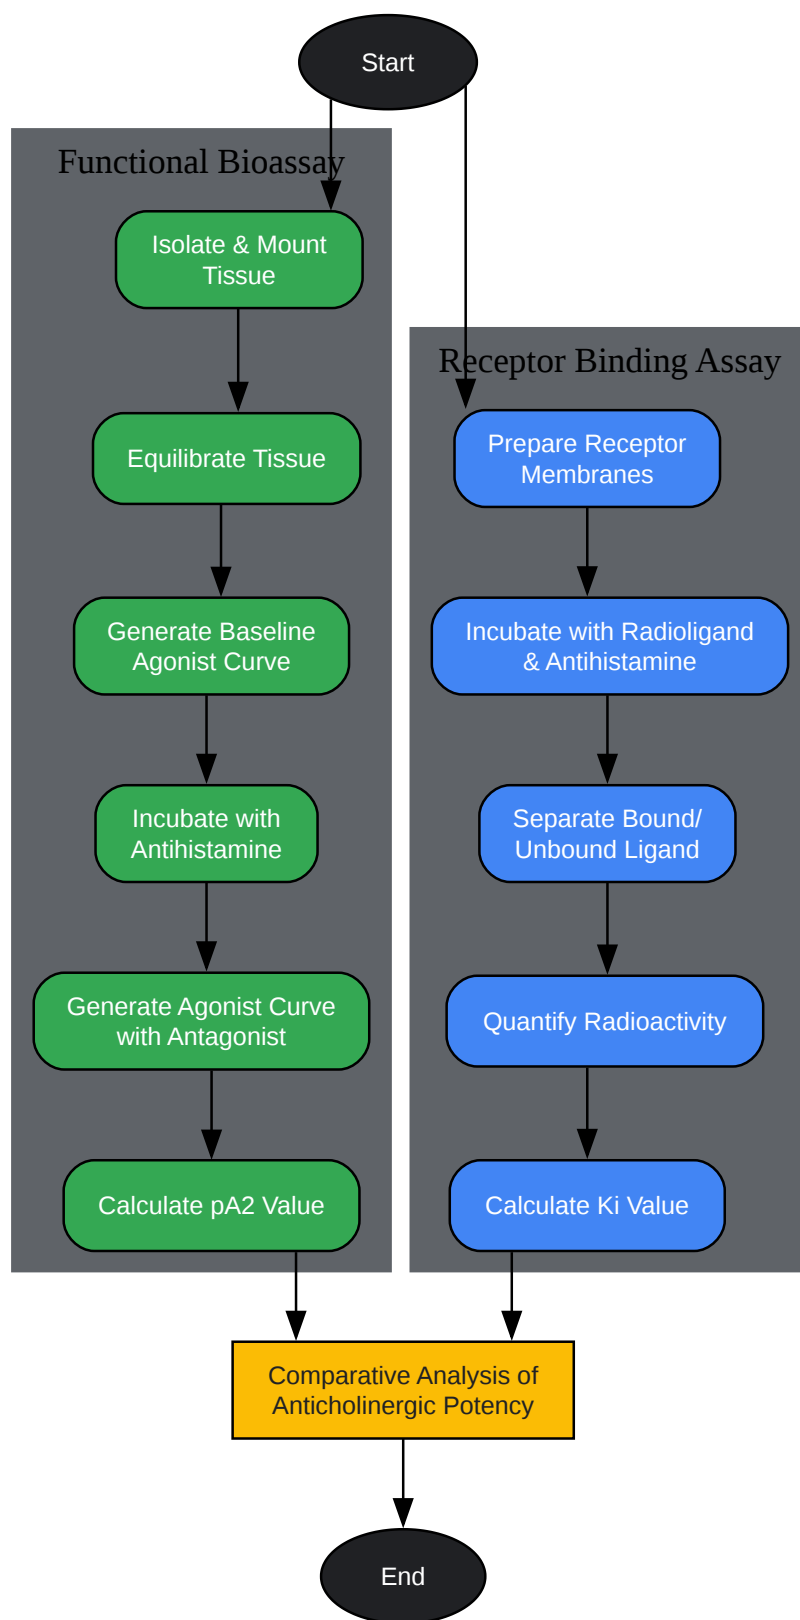 Start
Functional Bioassay
Isolate & Mount
Tissue
Equilibrate Tissue
Generate Baseline
Agonist Curve
Incubate with
Antihistamine
Generate Agonist Curve
with Antagonist
Calculate pA2 Value
Receptor Binding Assay
Prepare Receptor
Membranes
Incubate with Radioligand
& Antihistamine
Separate Bound/
Unbound Ligand
Quantify Radioactivity
Calculate Ki Value
Comparative Analysis of
Anticholinergic Potency
End